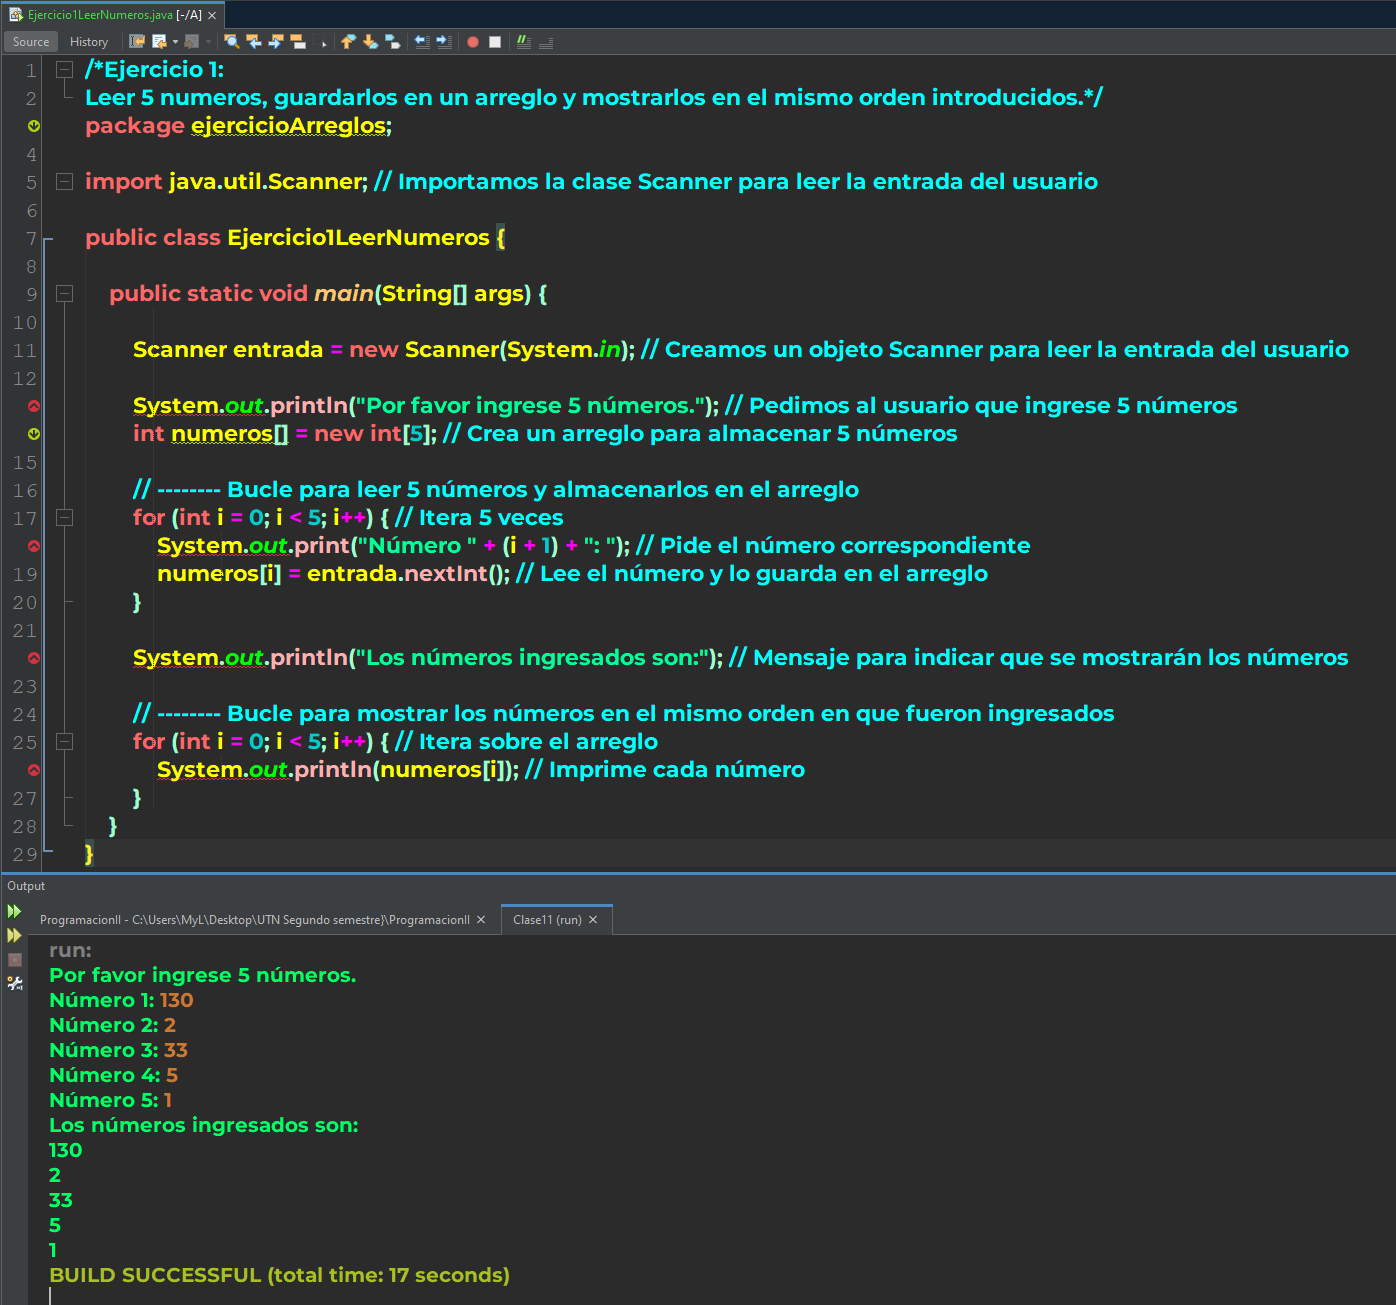 Ejercicio1LeerNumeros.java [-/A]
Source History
1 /*Ejercicio 1:
2 Leer 5 numeros, guardarlos en un arreglo y mostrarlos en el mismo orden introducidos.*/
package ejercicioArreglos;
4
5 import java.util.Scanner; // Importamos la clase Scanner para leer la entrada del usuario
6
7 public class Ejercicio1LeerNumeros {
8
9 public static void main(String[] args) {
10
11 Scanner entrada = new Scanner(System.in); // Creamos un objeto Scanner para leer la entrada del usuario
12
System.out.println("Por favor ingrese 5 números."); // Pedimos al usuario que ingrese 5 números
int numeros[] = new int[5]; // Crea un arreglo para almacenar 5 números
15
16 // -------- Bucle para leer 5 números y almacenarlos en el arreglo
17 for (int i = 0; i < 5; i++) { // Itera 5 veces
System.out.print("Número " + (i + 1) + ": "); // Pide el número correspondiente
19 numeros[i] = entrada.nextInt(); // Lee el número y lo guarda en el arreglo
20 }
21
System.out.println("Los números ingresados son:"); // Mensaje para indicar que se mostrarán los números
23
24 // -------- Bucle para mostrar los números en el mismo orden en que fueron ingresados
25 for (int i = 0; i < 5; i++) { // Itera sobre el arreglo
System.out.println(numeros[i]); // Imprime cada número
27 }
28 }
29 }
Output
ProgramacionII - C:\Users\MyL\Desktop\UTN Segundo semestre}\ProgramacionII Clase11 (run)
run:
Por favor ingrese 5 números.
Número 1: 130
Número 2: 2
Número 3: 33
Número 4: 5
Número 5: 1
Los números ingresados son:
130
2
33
5
1
BUILD SUCCESSFUL (total time: 17 seconds)